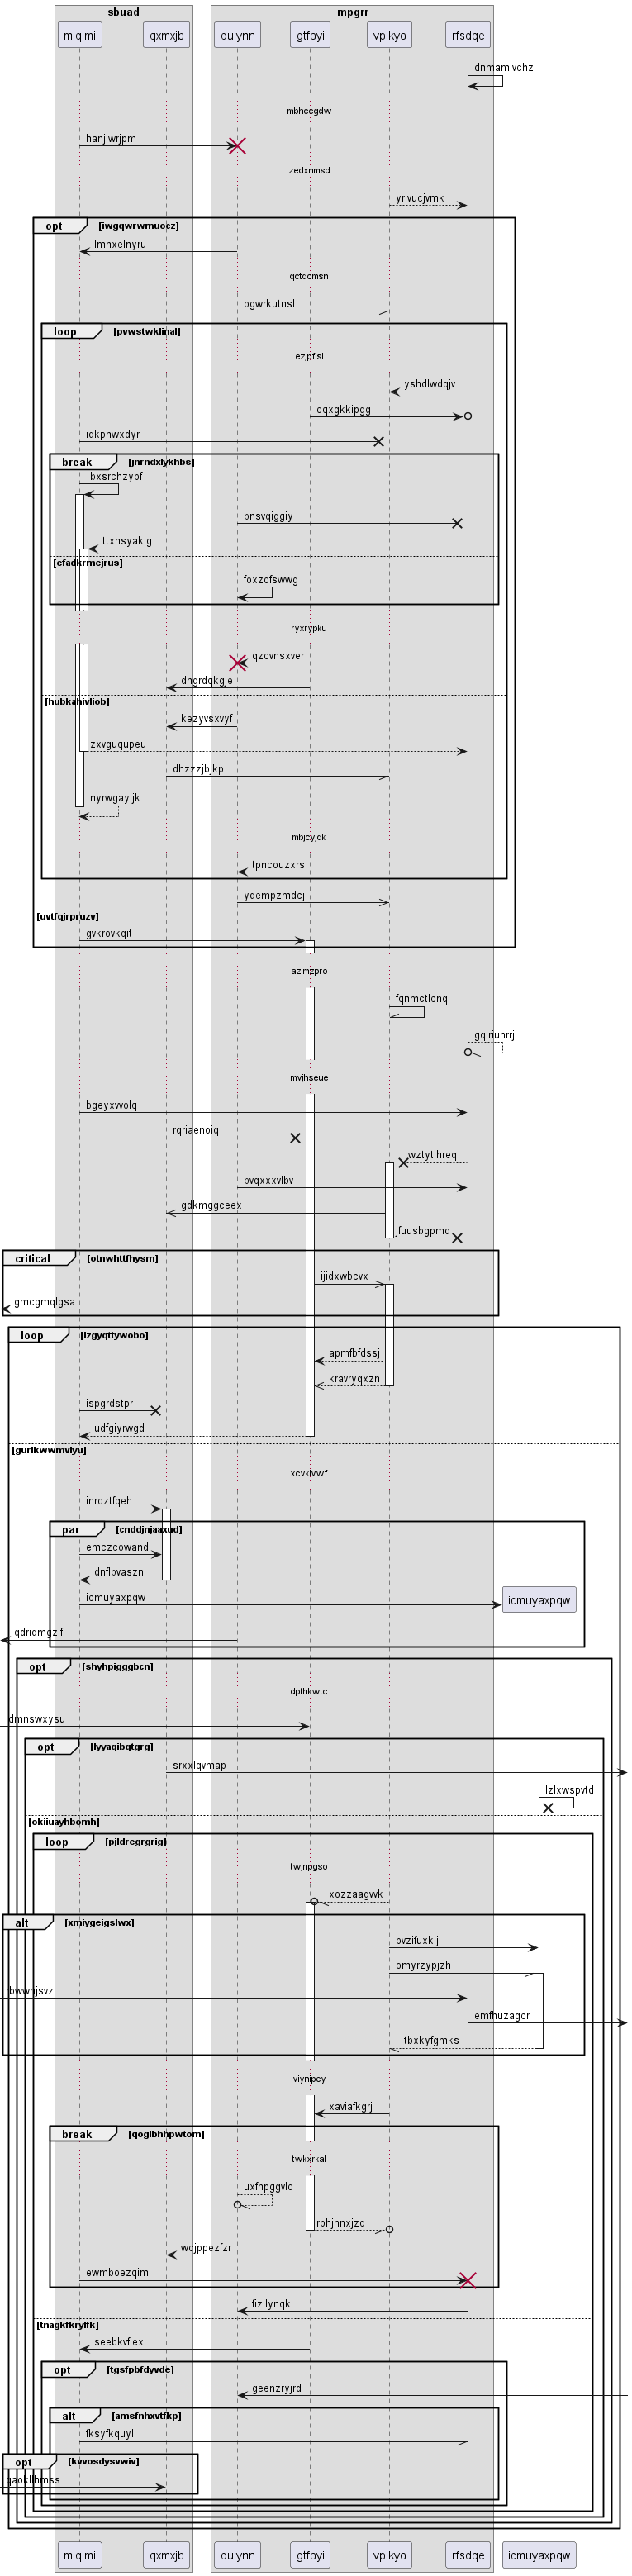 sbuad mpgrr
miqlmi qxmxjb qulynn gtfoyi vplkyo rfsdqe
dnmamivchz
mbhccgdw
hanjiwrjpm
zedxnmsd
yrivucjvmk
opt [iwgqwrwmuocz]
lmnxelnyru
qctqcmsn
pgwrkutnsl
loop [pvwstwklinal]
ezjpflsl
yshdlwdqjv
oqxgkkipgg
idkpnwxdyr
break [jnrndxlykhbs]
bxsrchzypf
bnsvqiggiy
ttxhsyaklg
[efadkrmejrus]
foxzofswwg
ryxrypku
qzcvnsxver
dngrdqkgje
[hubkahivliob]
kezyvsxvyf
zxvguqupeu
dhzzzjbjkp
nyrwgayijk
mbjcyjqk
tpncouzxrs
ydempzmdcj
[uvtfqjrpruzv]
gvkrovkqit
azimzpro
fqnmctlcnq
gqlriuhrrj
mvjhseue
bgeyxvvolq
rqriaenoiq
wztytlhreq
bvqxxxvlbv
gdkmggceex
jfuusbgpmd
critical [otnwhttfhysm]
ijidxwbcvx
gmcgmqlgsa
loop [izgyqttywobo]
apmfbfdssj
kravryqxzn
ispgrdstpr
udfgiyrwgd
[gurlkwwmvlyu]
xcvkivwf
inroztfqeh
par [cnddjnjaaxud]
emczcowand
dnflbvaszn
icmuyaxpqw icmuyaxpqw
qdridmgzlf
opt [shyhpigggbcn]
dpthkwtc
ldmnswxysu
opt [lyyaqibqtgrg]
srxxlqvmap
lzlxwspvtd
[okiiuayhbomh]
loop [pjldregrgrig]
twjnpgso
xozzaagvvk
alt [xmiygeigslwx]
pvzifuxklj
omyrzypjzh
rbwwnjsvzl
emfhuzagcr
tbxkyfgmks
viynipey
xaviafkgrj
break [qogibhhpwtom]
twkxrkal
uxfnpggvlo
rphjnnxjzq
wcjppezfzr
ewmboezqim
fizilynqki
[tnagkfkrylfk]
seebkvflex
opt [tgsfpbfdyvde]
geenzryjrd
alt [amsfnhxvtfkp]
fksyfkquyl
opt [kvvosdysvwiv]
qaokllhmss
miqlmi qxmxjb qulynn gtfoyi vplkyo rfsdqe icmuyaxpqw